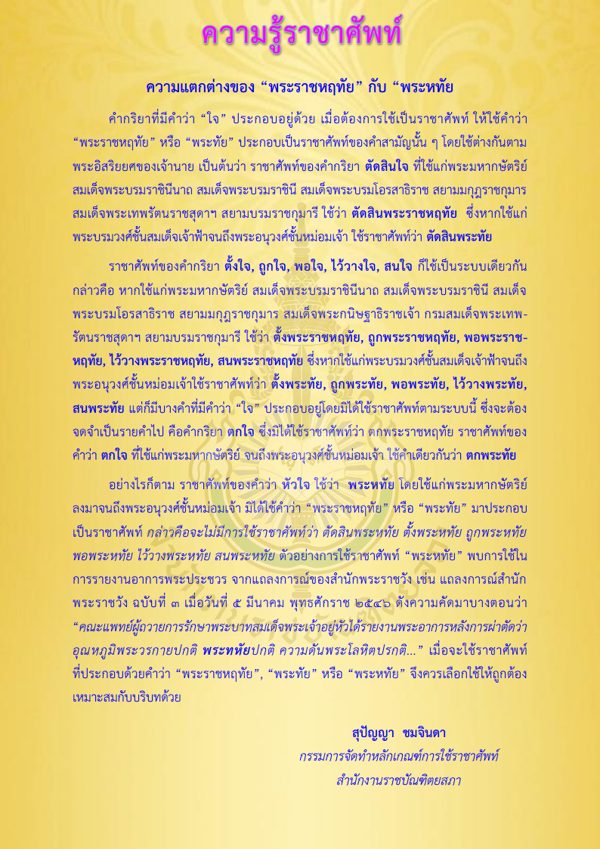 ความรู้ราชาศัพท์
ความแตกต่างของ “พระราชหฤทัย” กับ “พระหทัย
คำกริยาที่มีคำว่า “ใจ” ประกอบอยู่ด้วย เมื่อต้องการใช้เป็นราชาศัพท์ ให้ใช้คำว่า
“พระราชหฤทัย” หรือ “พระทัย” ประกอบเป็นราชาศัพท์ของคำสามัญนั้น ๆ โดยใช้ต่างกันตาม
พระอิสริยยศของเจ้านาย เป็นต้นว่า ราชาศัพท์ของคำกริยา ตัดสินใจ ที่ใช้แก่พระมหากษัตริย์
สมเด็จพระบรมราชินีนาถ สมเด็จพระบรมราชินี สมเด็จพระบรมโอรสาธิราช สยามมกุฎราชกุมาร
สมเด็จพระเทพรัตนราชสุดาฯ สยามบรมราชกุมารี ใช้ว่า ตัดสินพระราชหฤทัย ซึ่งหากใช้แก่
พระบรมวงศ์ชั้นสมเด็จเจ้าฟ้าจนถึงพระอนุวงศ์ชั้นหม่อมเจ้า ใช้ราชาศัพท์ว่า ตัดสินพระทัย
ราชาศัพท์ของคำกริยา ตั้งใจ, ถูกใจ, พอใจ, ไว้วางใจ, สนใจ ก็ใช้เป็นระบบเดียวกัน
กล่าวคือ หากใช้แก่พระมหากษัตริย์ สมเด็จพระบรมราชินีนาถ สมเด็จพระบรมราชินี สมเด็จ
พระบรมโอรสาธิราช สยามมกุฎราชกุมาร สมเด็จพระกนิษฐาธิราชเจ้า กรมสมเด็จพระเทพ-
รัตนราชสุดาฯ สยามบรมราชกุมารี ใช้ว่า ตั้งพระราชหฤทัย, ถูกพระราชหฤทัย, พอพระราช-
หฤทัย, ไว้วางพระราชหฤทัย, สนพระราชหฤทัย ซึ่งหากใช้แก่พระบรมวงศ์ชั้นสมเด็จเจ้าฟ้าจนถึง
พระอนุวงศ์ชั้นหม่อมเจ้าใช้ราชาศัพท์ว่า ตั้งพระทัย, ถูกพระทัย, พอพระทัย, ไว้วางพระทัย,
สนพระทัย แต่ก็มีบางคำที่มีคำว่า “ใจ” ประกอบอยู่โดยมิได้ใช้ราชาศัพท์ตามระบบนี้ ซึ่งจะต้อง
จดจำเป็นรายคำไป คือคำกริยา ตกใจ ซึ่งมิได้ใช้ราชาศัพท์ว่า ตกพระราชหฤทัย ราชาศัพท์ของ
คำว่า ตกใจ ที่ใช้แก่พระมหากษัตริย์ จนถึงพระอนุวงศ์ชั้นหม่อมเจ้า ใช้คำเดียวกันว่า ตกพระทัย
อย่างไรก็ตาม ราชาศัพท์ของคำว่า หัวใจ ใช้ว่า พระหทัย โดยใช้แก่พระมหากษัตริย์
ลงมาจนถึงพระอนุวงศ์ชั้นหม่อมเจ้า มิได้ใช้คำว่า “พระราชหฤทัย” หรือ “พระทัย” มาประกอบ
เป็นราชาศัพท์ กล่าวคือจะไม่มีการใช้ราชาศัพท์ว่า ตัดสินพระหทัย ตั้งพระหทัย ถูกพระหทัย
พอพระหทัย ไว้วางพระหทัย สนพระหทัย ตัวอย่างการใช้ราชาศัพท์ “พระหทัย” พบการใช้ใน
การรายงานอาการพระประชวร จากแถลงการณ์ของสำนักพระราชวัง เช่น แถลงการณ์สำนัก
พระราชวัง ฉบับที่ ๓ เมื่อวันที่ ๕ มีนาคม พุทธศักราช ๒๕๔๖ ดังความคัดมาบางตอนว่า
“คณะแพทย์ผู้ถวายการรักษาพระบาทสมเด็จพระเจ้าอยู่หัวได้รายงานพระอาการหลังการผ่าตัดว่า
อุณหภูมิพระวรกายปกติ พระหทัยปกติ ความดันพระโลหิตปรกติ...” เมื่อจะใช้ราชาศัพท์
ที่ประกอบด้วยคำว่า “พระราชหฤทัย”, “พระทัย” หรือ “พระหทัย” จึงควรเลือกใช้ให้ถูกต้อง
เหมาะสมกับบริบทด้วย
สุปัญญา ชมจินดา
กรรมการจัดทำหลักเกณฑ์การใช้ราชาศัพท์
สำนักงานราชบัณฑิตยสภา